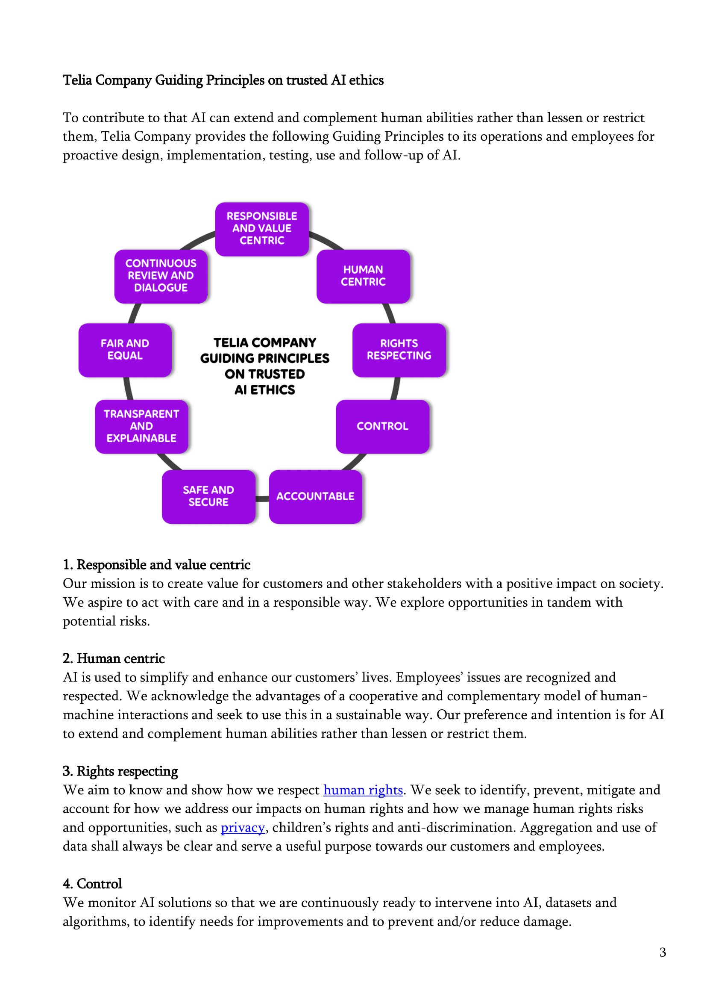 Telia Company Guiding Principles on trusted AI ethics
To contribute to that AI can extend and complement human abilities rather than lessen or restrict
them, Telia Company provides the following Guiding Principles to its operations and employees for
proactive design, implementation, testing, use and follow-up of AI.
RESPONSIBLE
AND VALUE
CENTRIC
HUMAN
CENTRIC
RIGHTS
RESPECTING
CONTROL
ACCOUNTABLE
SAFE AND
SECURE
TRANSPARENT
AND
EXPLAINABLE
FAIR AND
EQUAL
CONTINUOUS
REVIEW AND
DIALOGUE
TELIA COMPANY
GUIDING PRINCIPLES
ON TRUSTED
AI ETHICS
1. Responsible and value centric
Our mission is to create value for customers and other stakeholders with a positive impact on society.
We aspire to act with care and in a responsible way. We explore opportunities in tandem with
potential risks.
2. Human centric
AI is used to simplify and enhance our customers’ lives. Employees’ issues are recognized and
respected. We acknowledge the advantages of a cooperative and complementary model of human-
machine interactions and seek to use this in a sustainable way. Our preference and intention is for AI
to extend and complement human abilities rather than lessen or restrict them.
3. Rights respecting
We aim to know and show how we respect human rights. We seek to identify, prevent, mitigate and
account for how we address our impacts on human rights and how we manage human rights risks
and opportunities, such as privacy, children’s rights and anti-discrimination. Aggregation and use of
data shall always be clear and serve a useful purpose towards our customers and employees.
4. Control
We monitor AI solutions so that we are continuously ready to intervene into AI, datasets and
algorithms, to identify needs for improvements and to prevent and/or reduce damage.
3